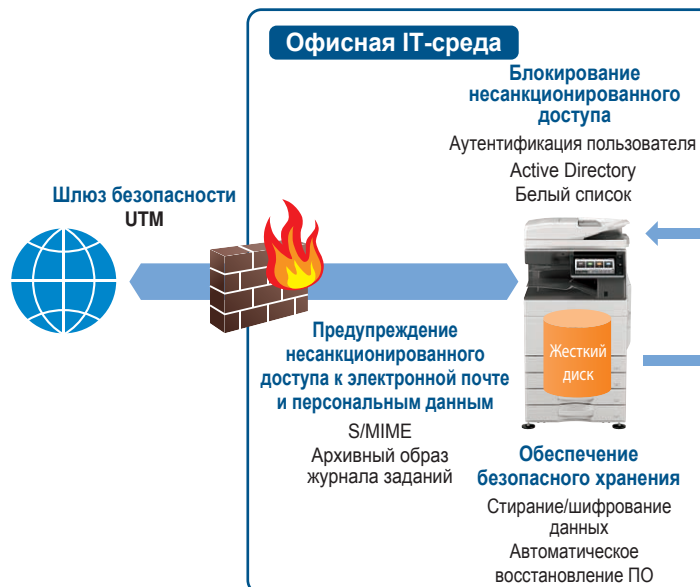 Офисная IT-среда
Блокирование
несанкционированного
доступа
Аутентификация пользователя
Active Directory
Белый список
Шлюз безопасности
UTM
Предупреждение
несанкционированного
доступа к электронной почте
и персональным данным
S/MIME
Архивный образ
журнала заданий
Жесткий
диск
Обеспечение
безопасного хранения
Стирание/шифрование
данных
Автоматическое
восстановление ПО